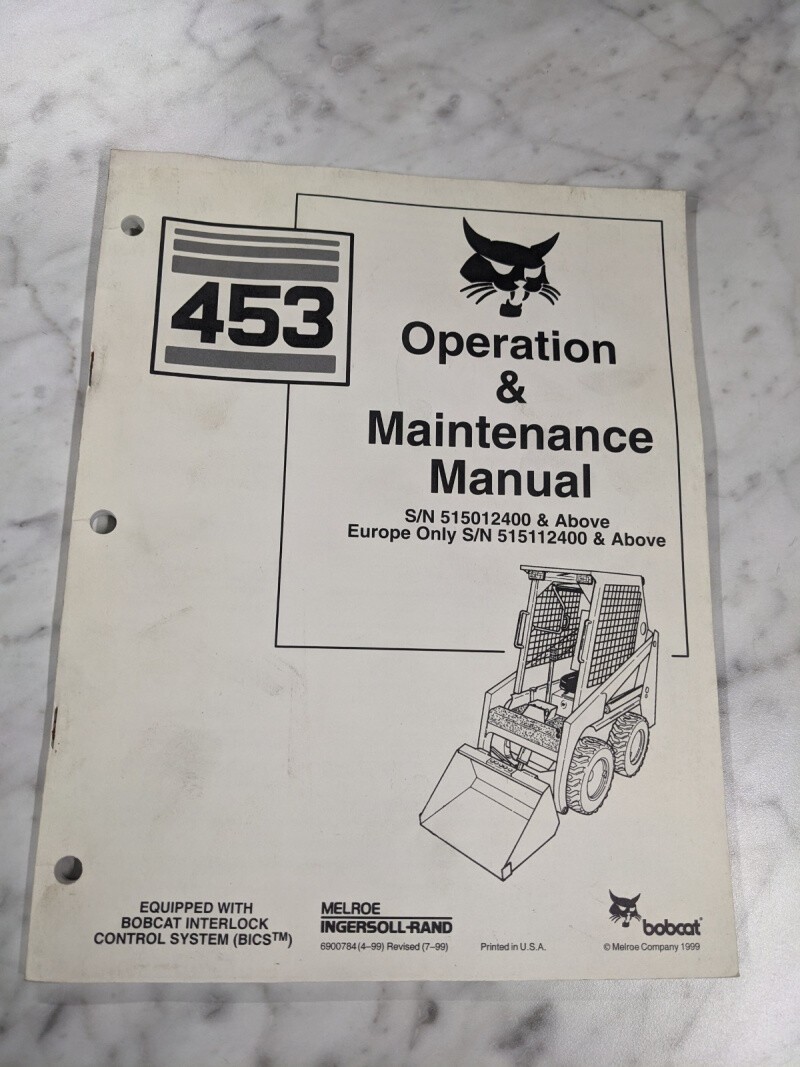 453
Operation
&
Maintenance
Manual
S/N 515012400 & Above
Europe Only S/N 515112400 & Above
EQUIPPED WITH
BOBCAT INTERLOCK
CONTROL SYSTEM (BICS™)
MELROE
INGERSOLL-RAND
6900784 (4–99) Revised (7–99)
Printed in U.S.A.
bobcat®
© Melroe Company 1999